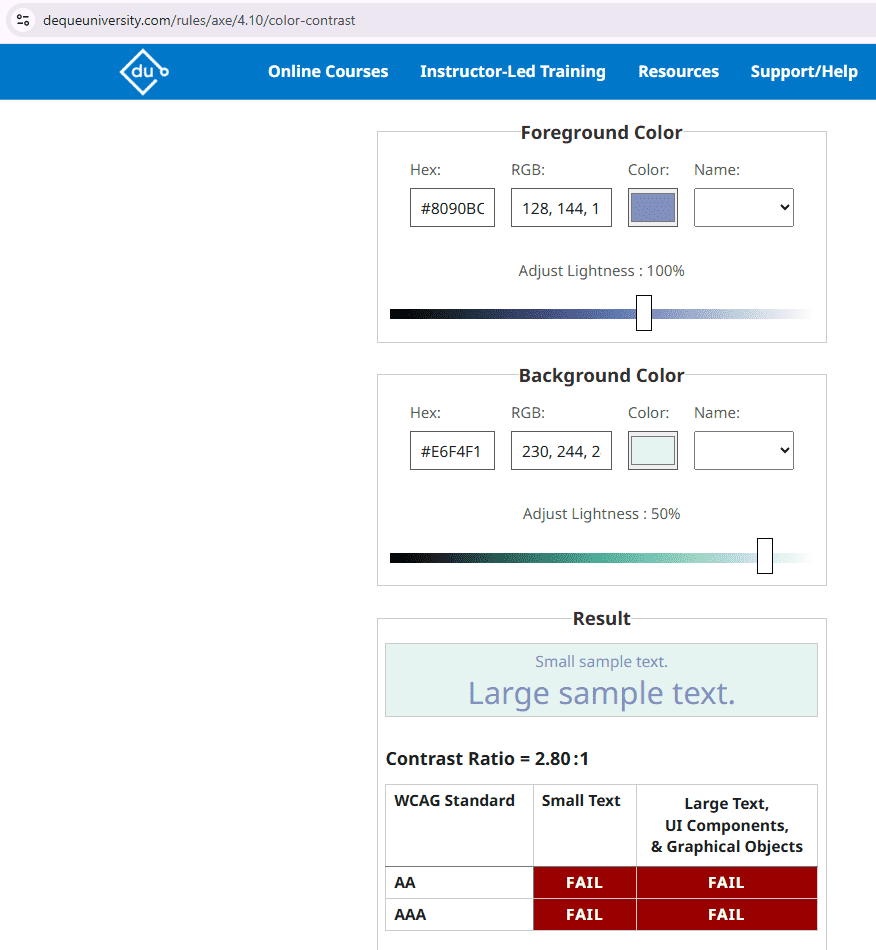 dequeuniversity.com/rules/axe/4.10/color-contrast
du Online Courses Instructor-Led Training Resources Support/Help
Foreground Color
Hex: RGB: Color: Name:
#8090BC 128, 144, 1
Adjust Lightness : 100%
Background Color
Hex: RGB: Color: Name:
#E6F4F1 230, 244, 2
Adjust Lightness : 50%
Result
Small sample text.
Large sample text.
Contrast Ratio = 2.80:1
WCAG Standard Small Text Large Text,
UI Components,
& Graphical Objects
AA FAIL FAIL
AAA FAIL FAIL